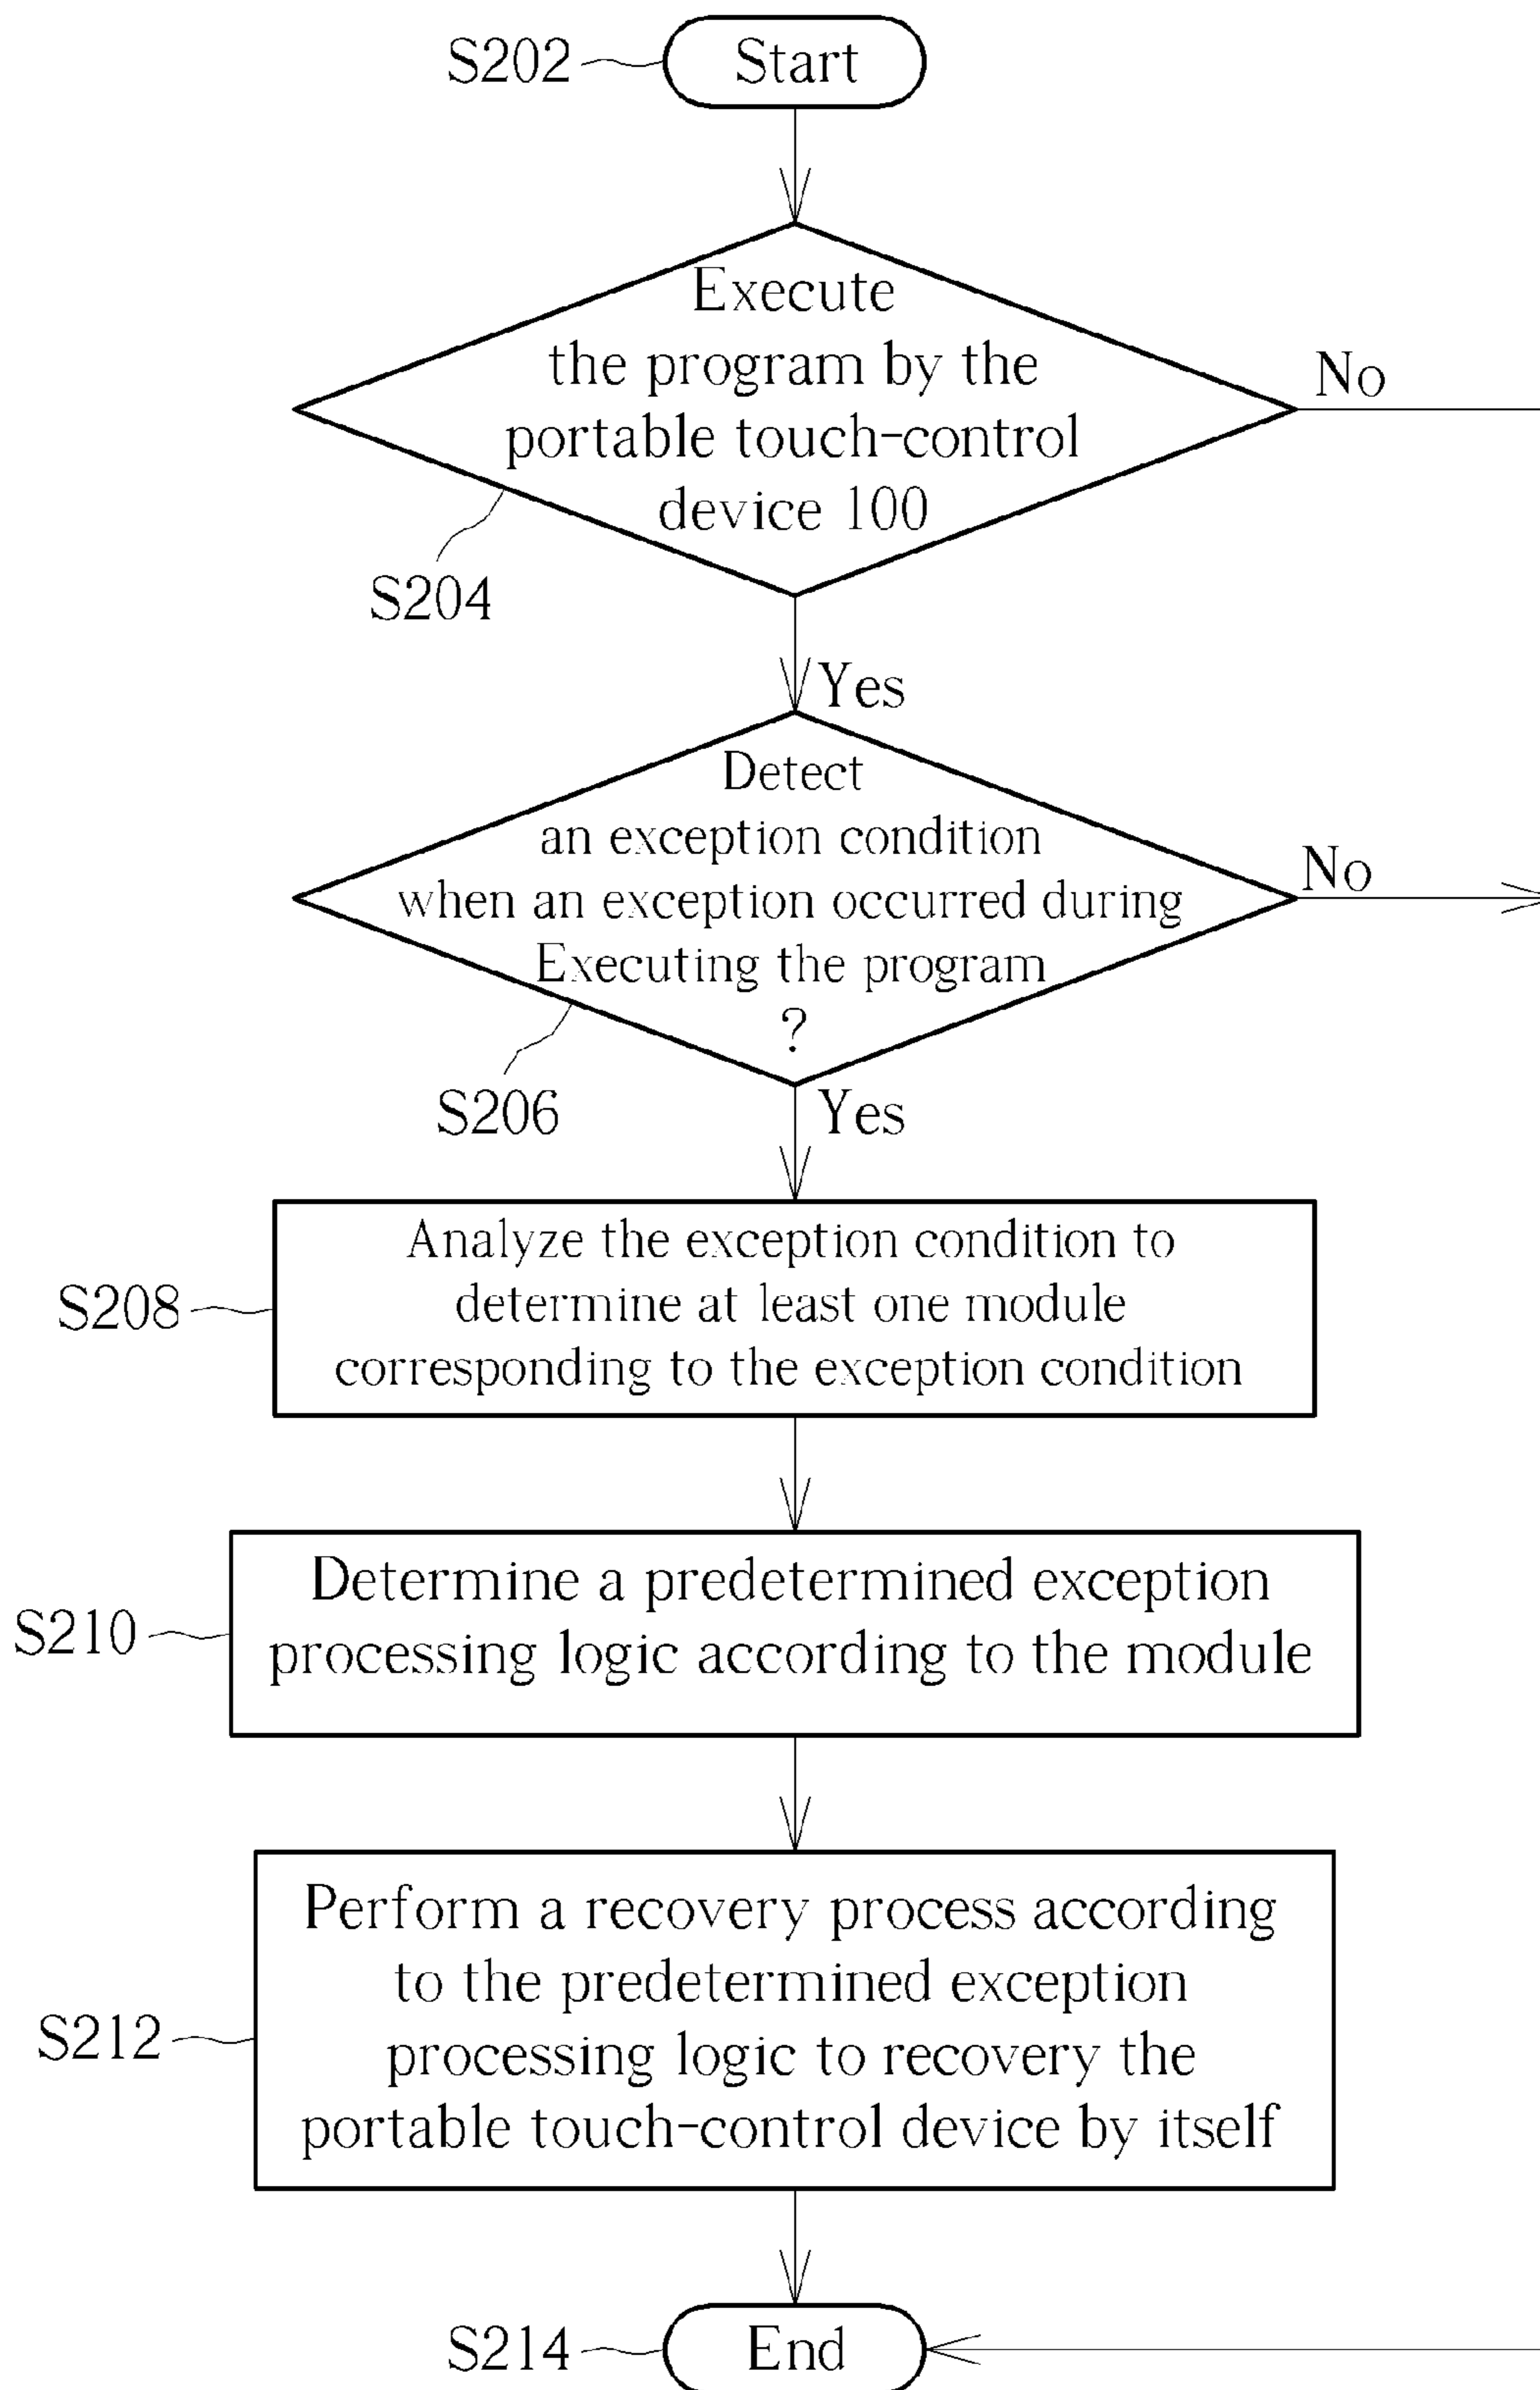 S202
Start
Execute
the program by the
portable touch-control
device 100
No
S204
Yes
Detect
an exception condition
when an exception occurred during
Executing the program
?
No
S206
Yes
S208
Analyze the exception condition to
determine at least one module
corresponding to the exception condition
S210
Determine a predetermined exception
processing logic according to the module
S212
Perform a recovery process according
to the predetermined exception
processing logic to recovery the
portable touch-control device by itself
S214
End